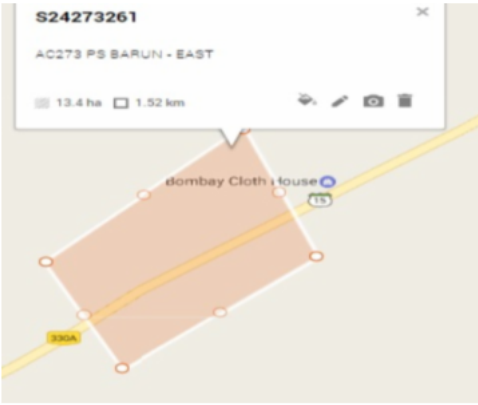 S24273261
AC273 PS BARUN - EAST
13.4 ha 1.52 km
Bombay Cloth House
15
330A